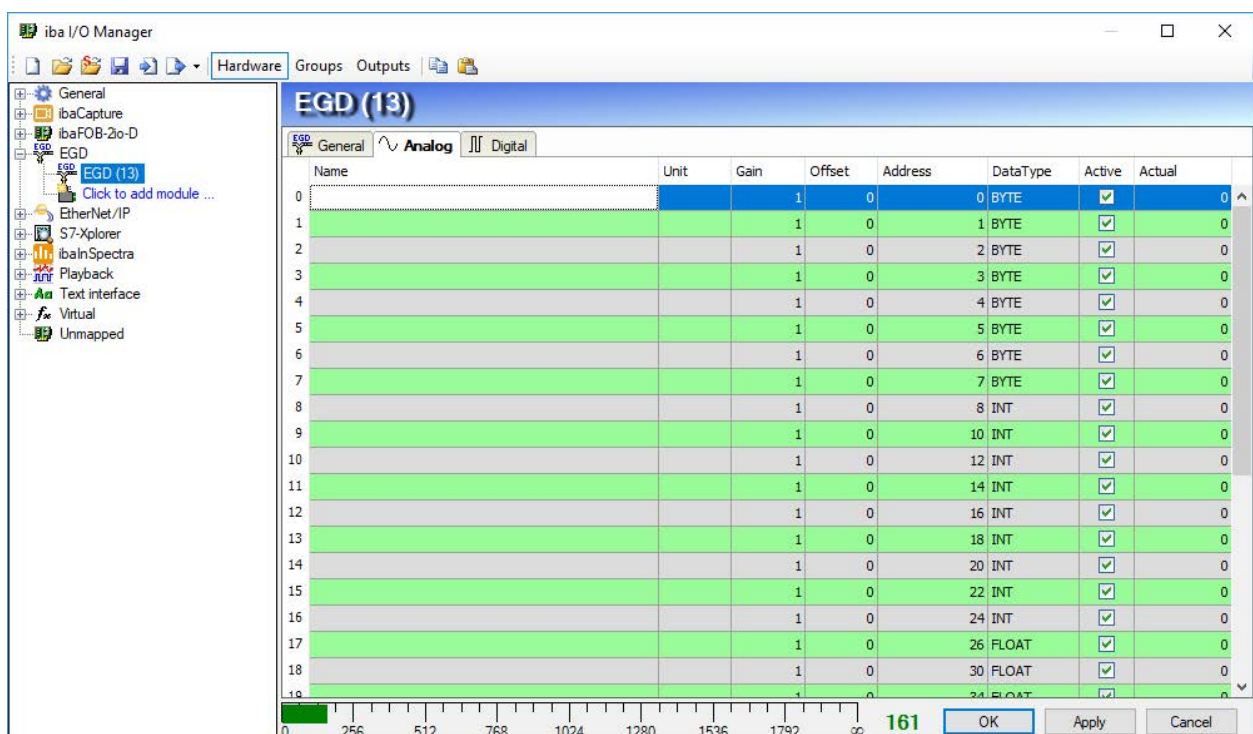 iba I/O Manager
Hardware Groups Outputs
General
ibaCapture
ibaFOB-2io-D
EGD
EGD (13)
Click to add module ...
EtherNet/IP
S7-Xplorer
ibaInSpectra
Playback
Text interface
Virtual
Unmapped
EGD (13)
General Analog Digital
Name Unit Gain Offset Address DataType Active Actual
0 1 0 0 BYTE 0
1 1 0 1 BYTE 0
2 1 0 2 BYTE 0
3 1 0 3 BYTE 0
4 1 0 4 BYTE 0
5 1 0 5 BYTE 0
6 1 0 6 BYTE 0
7 1 0 7 BYTE 0
8 1 0 8 INT 0
9 1 0 10 INT 0
10 1 0 12 INT 0
11 1 0 14 INT 0
12 1 0 16 INT 0
13 1 0 18 INT 0
14 1 0 20 INT 0
15 1 0 22 INT 0
16 1 0 24 INT 0
17 1 0 26 FLOAT 0
18 1 0 30 FLOAT 0
19 1 0 34 FLOAT 0
0 256 512 768 1024 1280 1536 1792 ∞ 161 OK Apply Cancel